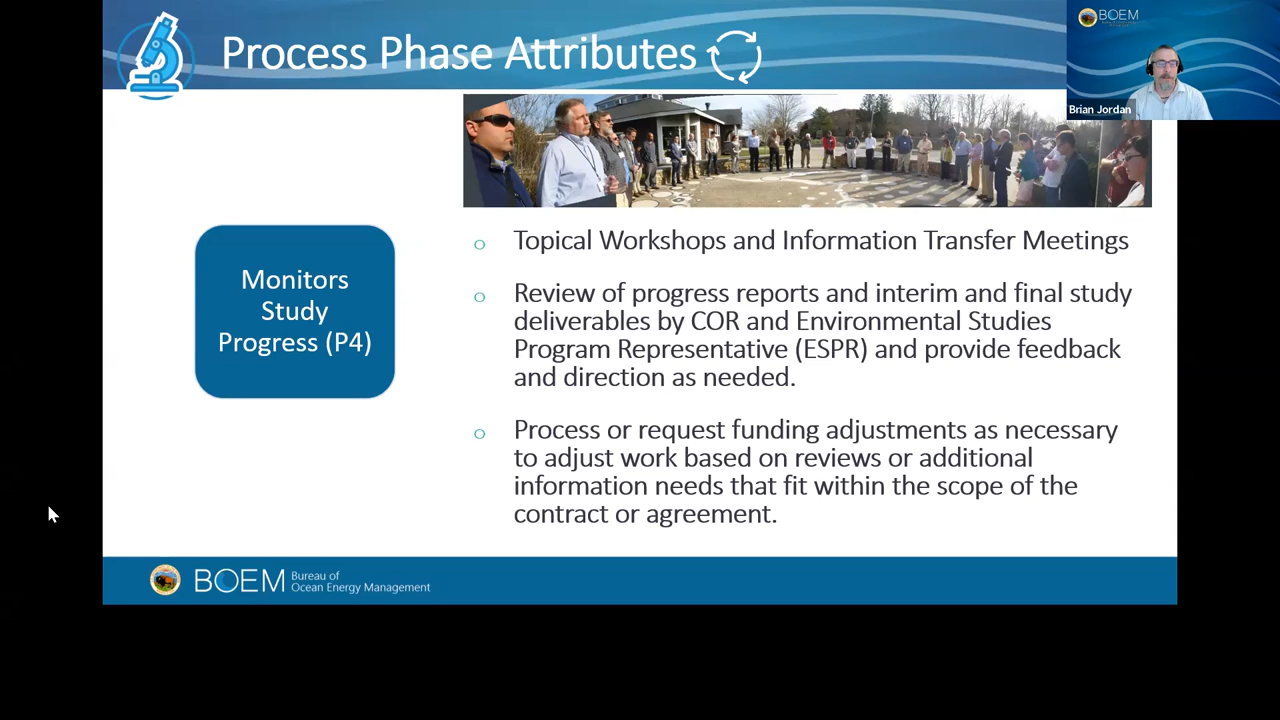 Process Phase Attributes
BOEM
Brian Jordan
Monitors
Study
Progress (P4)
o Topical Workshops and Information Transfer Meetings
o Review of progress reports and interim and final study
deliverables by COR and Environmental Studies
Program Representative (ESPR) and provide feedback
and direction as needed.
o Process or request funding adjustments as necessary
to adjust work based on reviews or additional
information needs that fit within the scope of the
contract or agreement.
BOEM
Bureau of
Ocean Energy Management